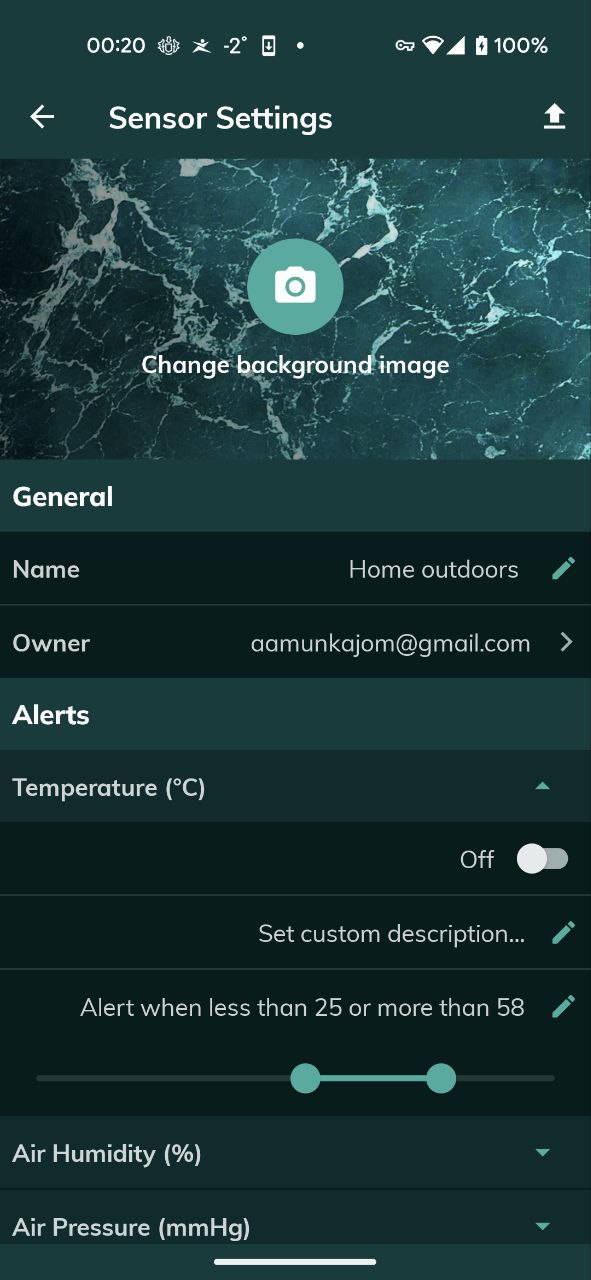 00:20 -2° 100%
Sensor Settings
Change background image
General
Name Home outdoors
Owner aamunkajom@gmail.com
Alerts
Temperature (°C)
Off
Set custom description...
Alert when less than 25 or more than 58
Air Humidity (%)
Air Pressure (mmHg)